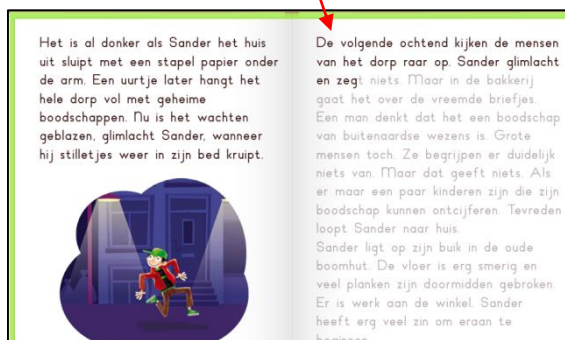 Het is al donker als Sander het huis
uit sluipt met een stapel papier onder
de arm. Een uurtje later hangt het
hele dorp vol met geheime
boodschappen. Nu is het wachten
geblazen, glimlacht Sander, wanneer
hij stilletjes weer in zijn bed kruipt.
De volgende ochtend kijken de mensen
van het dorp raar op. Sander glimlacht
en zegt niets. Maar in de bakkerij
gaat het over de vreemde briefjes.
Een man denkt dat het een boodschap
van buitenaardse wezens is. Grote
mensen toch. Ze begrijpen er duidelijk
niets van. Maar dat geeft niets. Als
er maar een paar kinderen zijn die zijn
boodschap kunnen ontcijferen. Tevreden
loopt Sander naar huis.
Sander ligt op zijn buik in de oude
boomhut. De vloer is erg smerig en
veel planken zijn doormidden gebroken.
Er is werk aan de winkel. Sander
heeft erg veel zin om eraan te